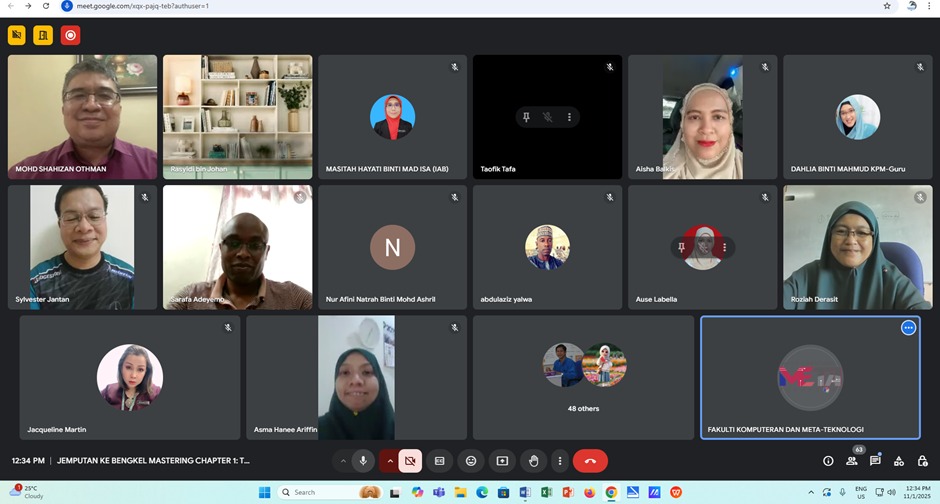 meet.google.com/xqx-pajq-teb?authuser=1
MOHD SHAHIZAN OTHMAN
Rasyidi bin Johan
MASITAH HAYATI BINTI MAD ISA (IAB)
Taofik Tafa
Aisha Balkis
DAHLIA BINTI MAHMUD KPM-Guru
Sylvester Jantan
Sarafa Adeyemo
N
Nur Afini Natrah Binti Mohd Ashril
abdulaziz yalwa
Ause Labella
Roziah Derasit
Jacqueline Martin
Asma Hanee Ariffin
48 others
FAKULTI KOMPUTERAN DAN META-TEKNOLOGI
12:34 PM | JEMPUTAN KE BENGKEL MASTERING CHAPTER 1: T...
63
1
25°C
Cloudy
Search
ENG
US
12:34 PM
11/1/2025